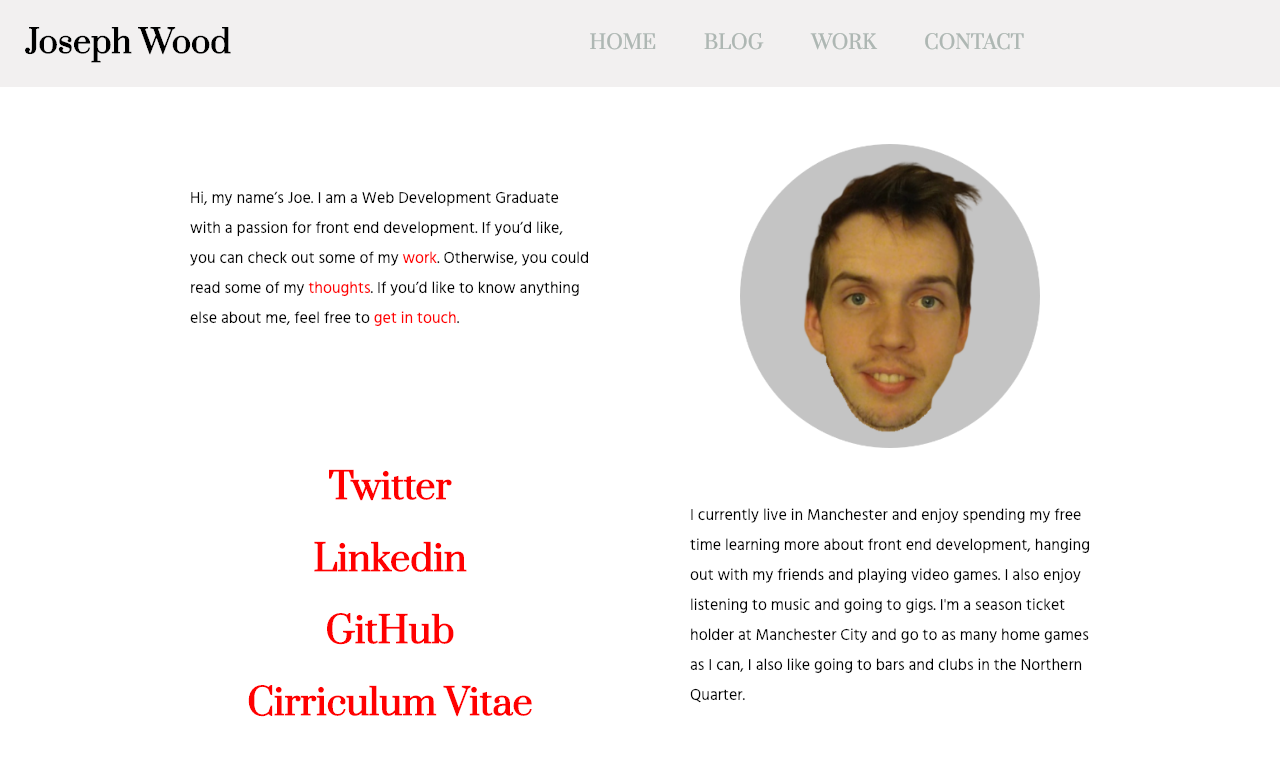 Joseph Wood
HOME BLOG WORK CONTACT
Hi, my name’s Joe. I am a Web Development Graduate
with a passion for front end development. If you’d like,
you can check out some of my work. Otherwise, you could
read some of my thoughts. If you’d like to know anything
else about me, feel free to get in touch.
Twitter
Linkedin
GitHub
Cirriculum Vitae
I currently live in Manchester and enjoy spending my free
time learning more about front end development, hanging
out with my friends and playing video games. I also enjoy
listening to music and going to gigs. I'm a season ticket
holder at Manchester City and go to as many home games
as I can, I also like going to bars and clubs in the Northern
Quarter.